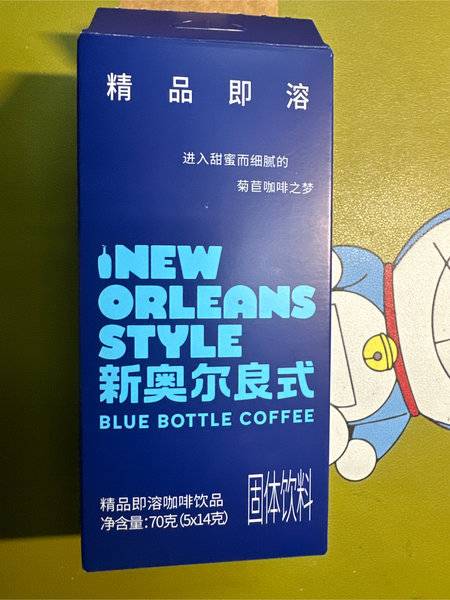 精品即溶
进入甜蜜而细腻的
菊苣咖啡之梦
NEW
ORLEANS
STYLE
新奥尔良式
BLUE BOTTLE COFFEE
精品即溶咖啡饮品
净含量:70克(5x14克)
固体饮料